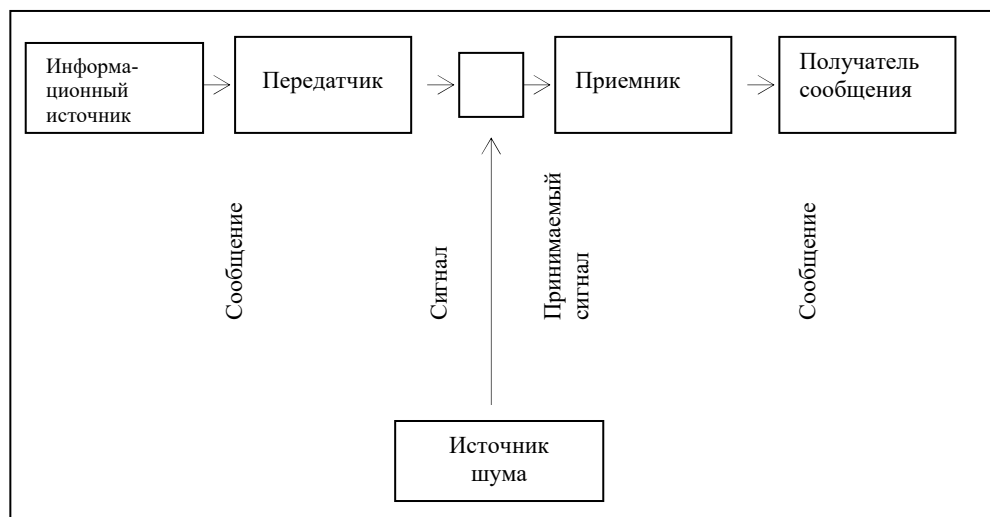 Информа-
ционный
источник
Передатчик
Приемник
Получатель
сообщения
Сообщение
Сигнал
Принимаемый
сигнал
Сообщение
Источник
шума